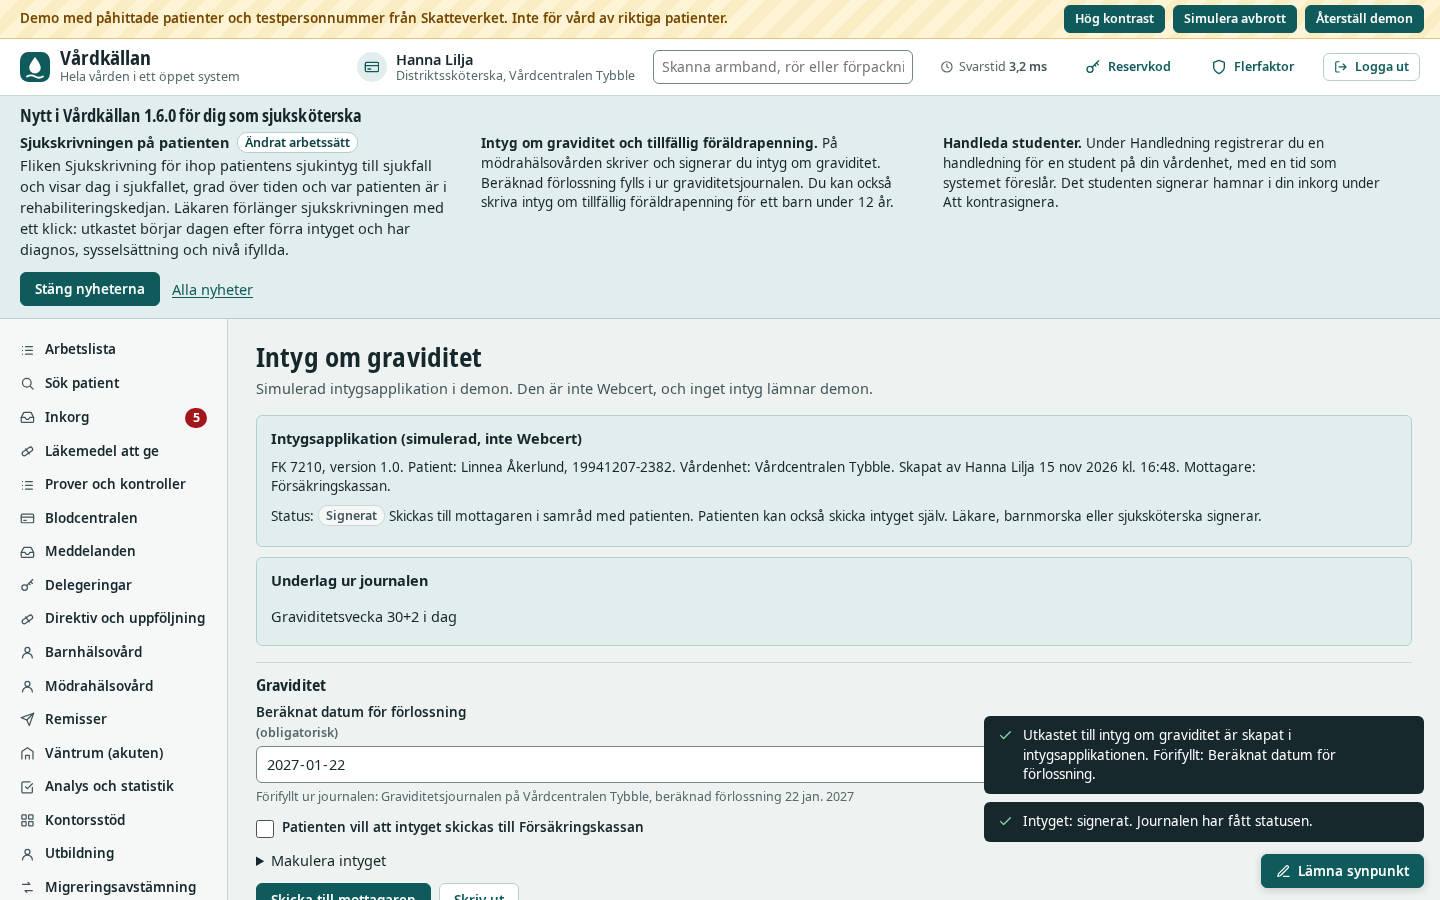 Demo med påhittade patienter och testpersonnummer från Skatteverket. Inte för vård av riktiga patienter.
Hög kontrast
Simulera avbrott
Återställ demon
Vårdkällan
Hela vården i ett öppet system
Hanna Lilja
Distriktssköterska, Vårdcentralen Tybble
Skanna armband, rör eller förpackni
Svarstid 3,2 ms
Reservkod
Flerfaktor
Logga ut
Nytt i Vårdkällan 1.6.0 för dig som sjuksköterska
Sjukskrivningen på patienten Ändrat arbetssätt
Fliken Sjukskrivning för ihop patientens sjukintyg till sjukfall
och visar dag i sjukfallet, grad över tiden och var patienten är i
rehabiliteringskedjan. Läkaren förlänger sjukskrivningen med
ett klick: utkastet börjar dagen efter förra intyget och har
diagnos, sysselsättning och nivå ifyllda.
Intyg om graviditet och tillfällig föräldrapenning. På
mödrahälsovården skriver och signerar du intyg om graviditet.
Beräknad förlossning fylls i ur graviditetsjournalen. Du kan också
skriva intyg om tillfällig föräldrapenning för ett barn under 12 år.
Handleda studenter. Under Handledning registrerar du en
handledning för en student på din vårdenhet, med en tid som
systemet föreslår. Det studenten signerar hamnar i din inkorg under
Att kontrasignera.
Stäng nyheterna
Alla nyheter
Arbetslista
Sök patient
Inkorg 5
Läkemedel att ge
Prover och kontroller
Blodcentralen
Meddelanden
Delegeringar
Direktiv och uppföljning
Barnhälsovård
Mödrahälsovård
Remisser
Väntrum (akuten)
Analys och statistik
Kontorsstöd
Utbildning
Migreringsavstämning
Intyg om graviditet
Simulerad intygsapplikation i demon. Den är inte Webcert, och inget intyg lämnar demon.
Intygsapplikation (simulerad, inte Webcert)
FK 7210, version 1.0. Patient: Linnea Åkerlund, 19941207-2382. Vårdenhet: Vårdcentralen Tybble. Skapat av Hanna Lilja 15 nov 2026 kl. 16:48. Mottagare:
Försäkringskassan.
Status: Signerat Skickas till mottagaren i samråd med patienten. Patienten kan också skicka intyget själv. Läkare, barnmorska eller sjuksköterska signerar.
Underlag ur journalen
Graviditetsvecka 30+2 i dag
Graviditet
Beräknat datum för förlossning
(obligatorisk)
2027-01-22
Förifyllt ur journalen: Graviditetsjournalen på Vårdcentralen Tybble, beräknad förlossning 22 jan. 2027
Patienten vill att intyget skickas till Försäkringskassan
Makulera intyget
Skicka till mottagaren
Skriv ut
Utkastet till intyg om graviditet är skapat i
intygsapplikationen. Förifyllt: Beräknat datum för
förlossning.
Intyget: signerat. Journalen har fått statusen.
Lämna synpunkt